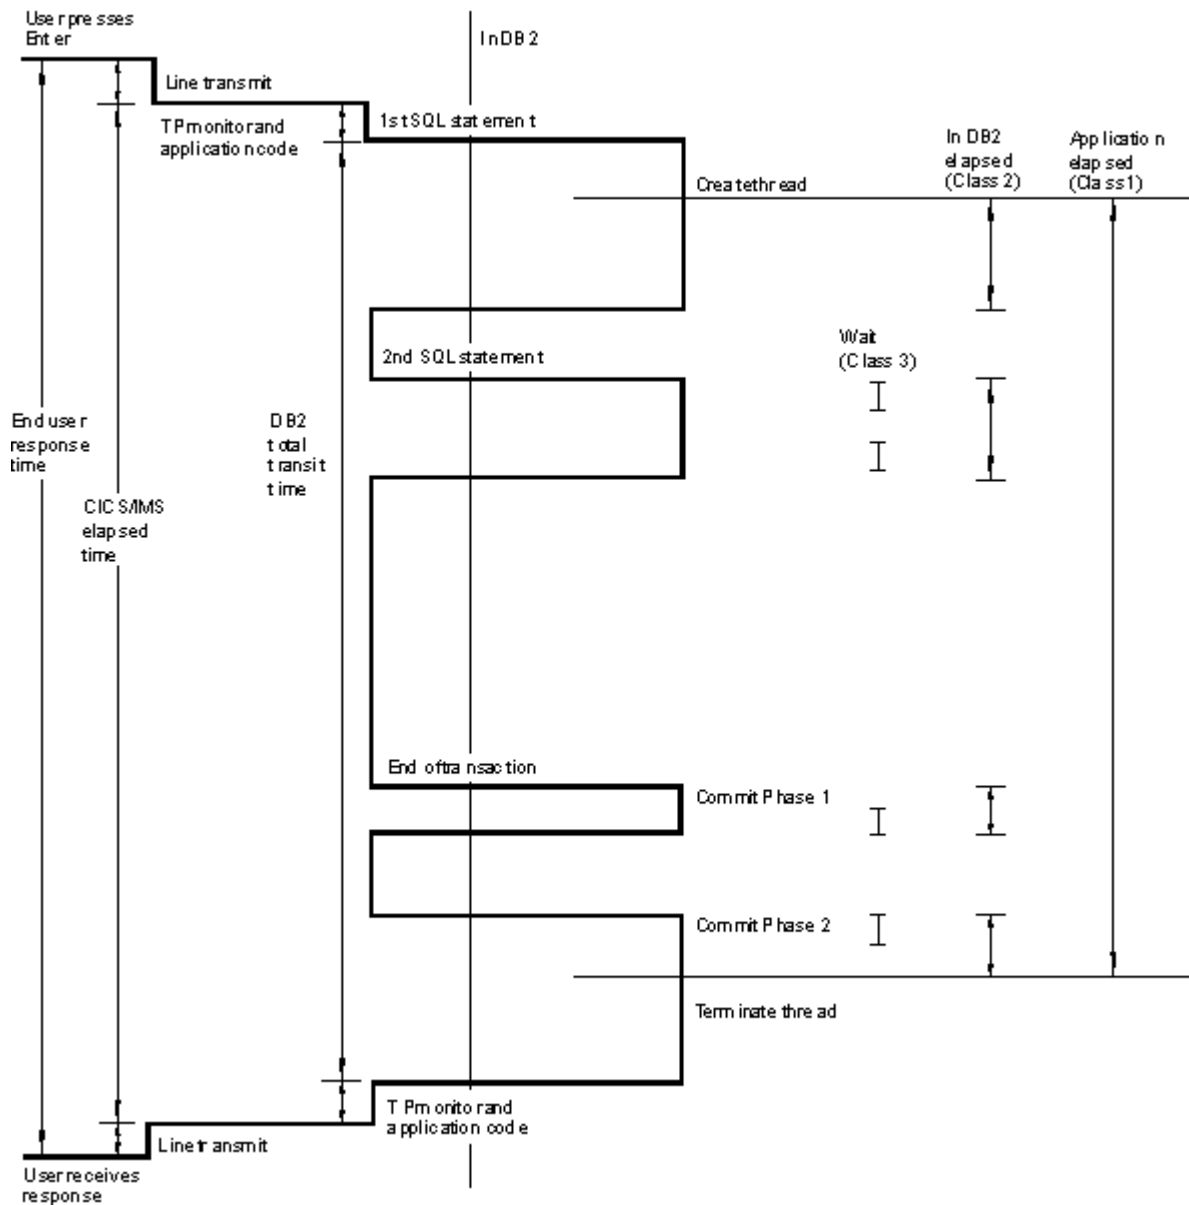 User presses
Enter
In DB2
Line transmit
TP monitor and
application code
1st SQL statement
In DB2
elapsed
(Class 2)
Application
elapsed
(Class 1)
Create thread
Wait
(Class 3)
2nd SQL statement
End user
response
time
DB2
total
transit
time
CICS/IMS
elapsed
time
End of transaction
Commit Phase 1
Commit Phase 2
Terminate thread
TP monitor and
application code
Line transmit
User receives
response